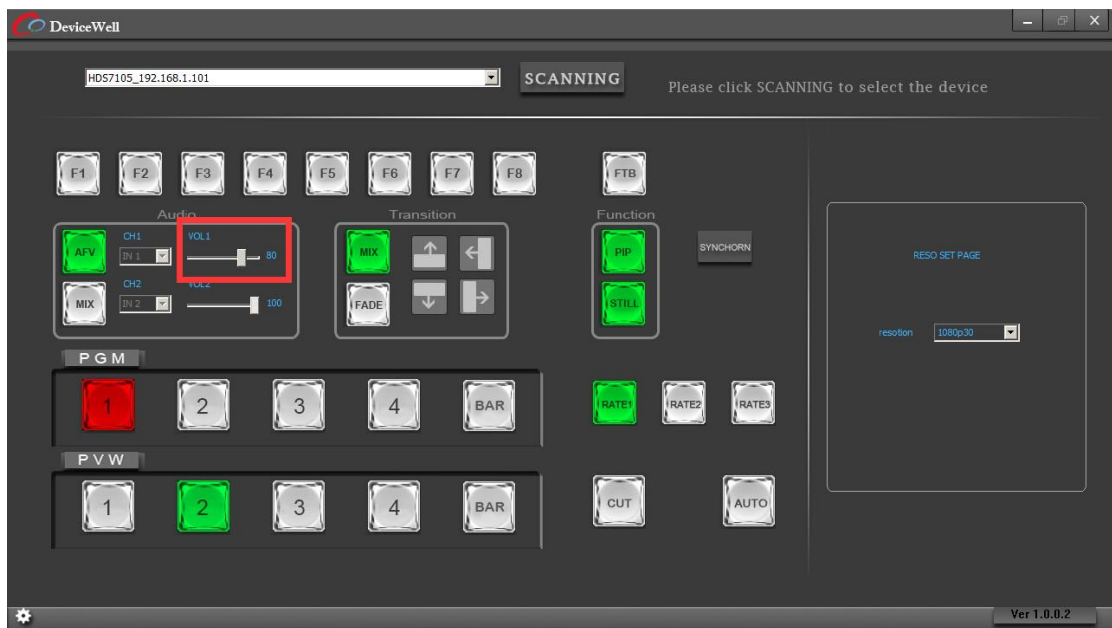 DeviceWell
HDS7105_192.168.1.101
SCANNING
Please click SCANNING to select the device
F1 F2 F3 F4 F5 F6 F7 F8 FTB
Audio
Transition
Function
AFV
CH1
IN 1
VOL1
80
MIX
CH2
IN 2
VOL2
100
MIX
FADE
PIP
STILL
SYNCHORN
RESO SET PAGE
resotion 1080p30
PGM
1 2 3 4 BAR
RATE1 RATE2 RATE3
PVW
1 2 3 4 BAR
CUT AUTO
Ver 1.0.0.2